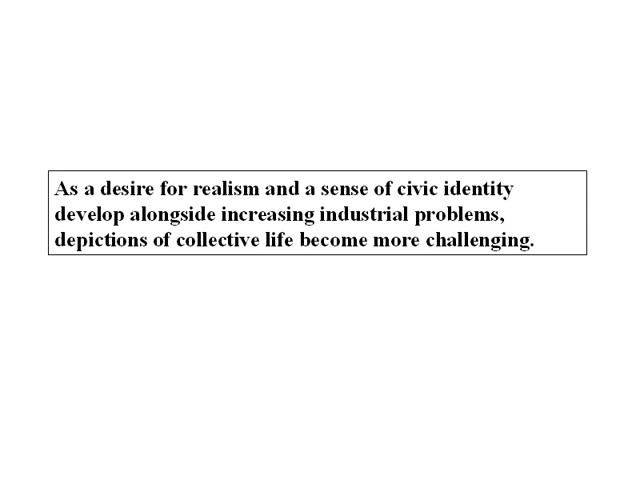 As a desire for realism and a sense of civic identity
develop alongside increasing industrial problems,
depictions of collective life become more challenging.